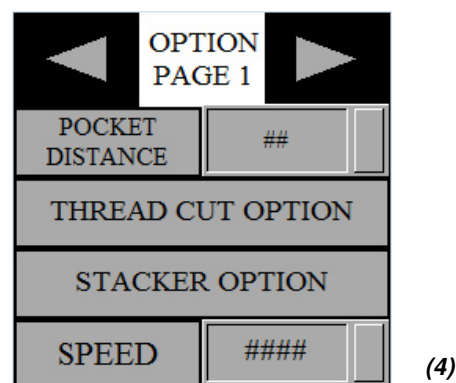 OPTION
PAGE 1
POCKET
DISTANCE
##
THREAD CUT OPTION
STACKER OPTION
SPEED
####
(4)